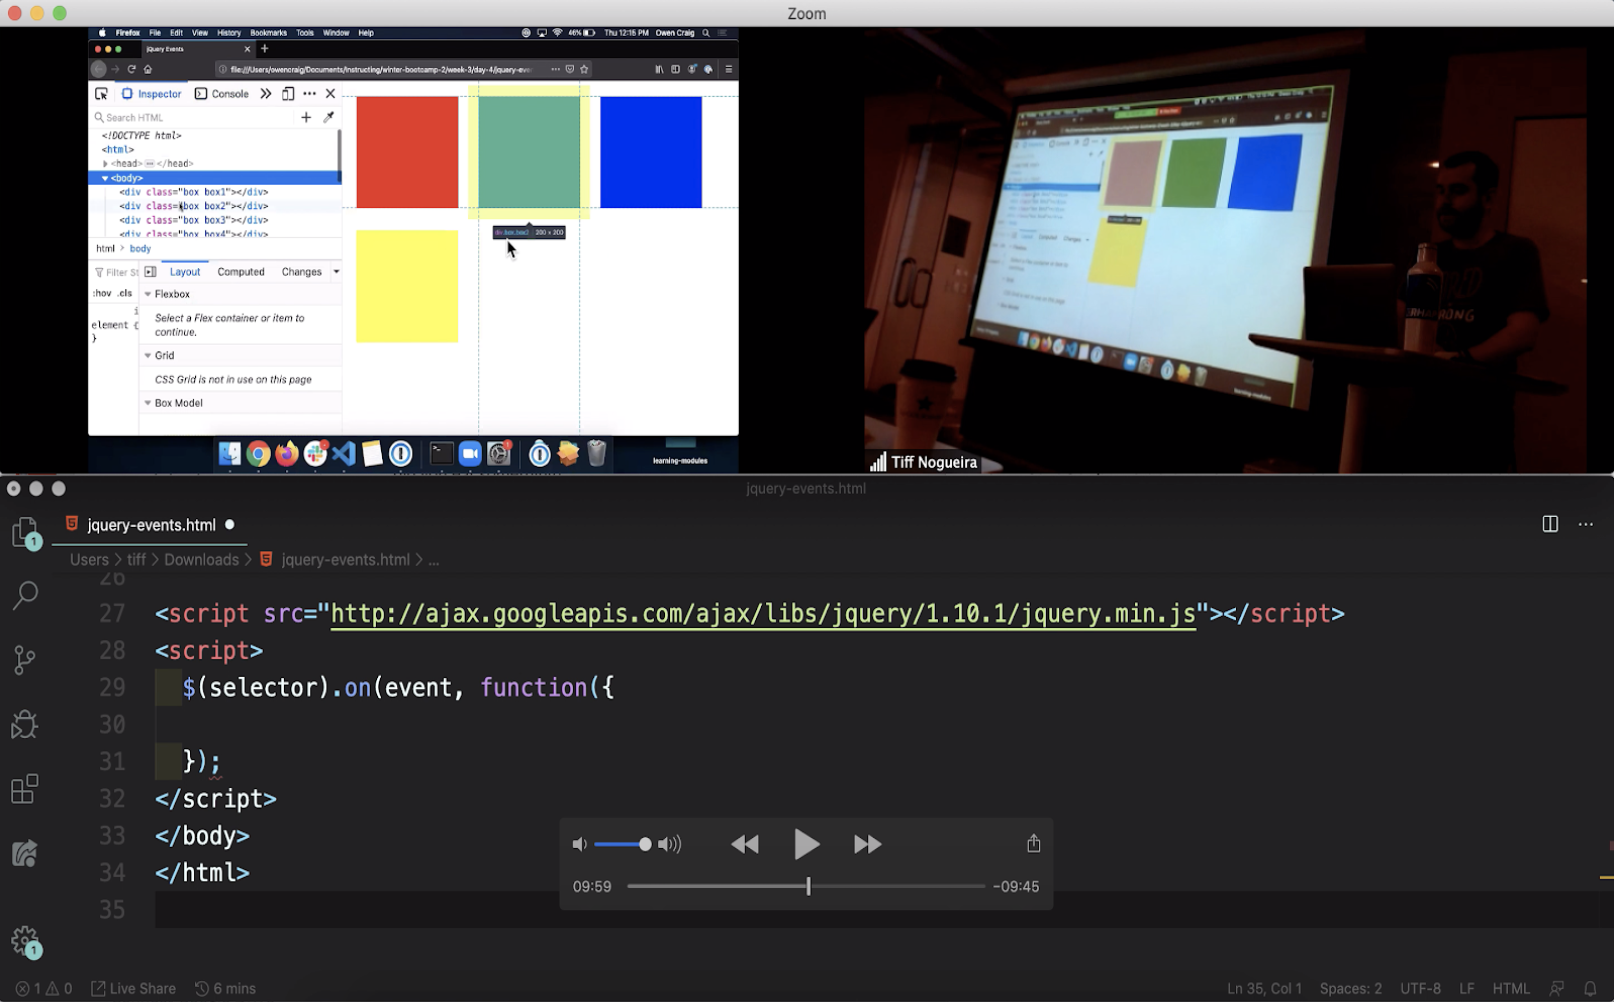 Zoom
Firefox File Edit View History Bookmarks Tools Window Help
46% Thu 12:15 PM Owen Craig
jQuery Events
file:///Users/owencraig/Documents/Instructing/winter-bootcamp-2/week-3/day-4/jquery-eve
Inspector Console
Search HTML
<!DOCTYPE html>
<html>
<head> </head>
<body>
<div class="box box1"></div>
<div class="box box2"></div>
<div class="box box3"></div>
<div class="box box4"></div>
html > body
Filter St
Layout Computed Changes
:hov .cls
Flexbox
Select a Flex container or item to
continue.
element {
}
Grid
CSS Grid is not in use on this page
Box Model
div.box.box2 200 × 200
learning-modules
Tiff Nogueira
jquery-events.html
jquery-events.html
Users > tiff > Downloads > jquery-events.html > ...
26
27 <script src="http://ajax.googleapis.com/ajax/libs/jquery/1.10.1/jquery.min.js"></script>
28 <script>
29 $(selector).on(event, function({
30
31 });
32 </script>
33 </body>
34 </html>
35
09:59 -09:45
1
1
1 0 Live Share 6 mins
Ln 35, Col 1 Spaces: 2 UTF-8 LF HTML